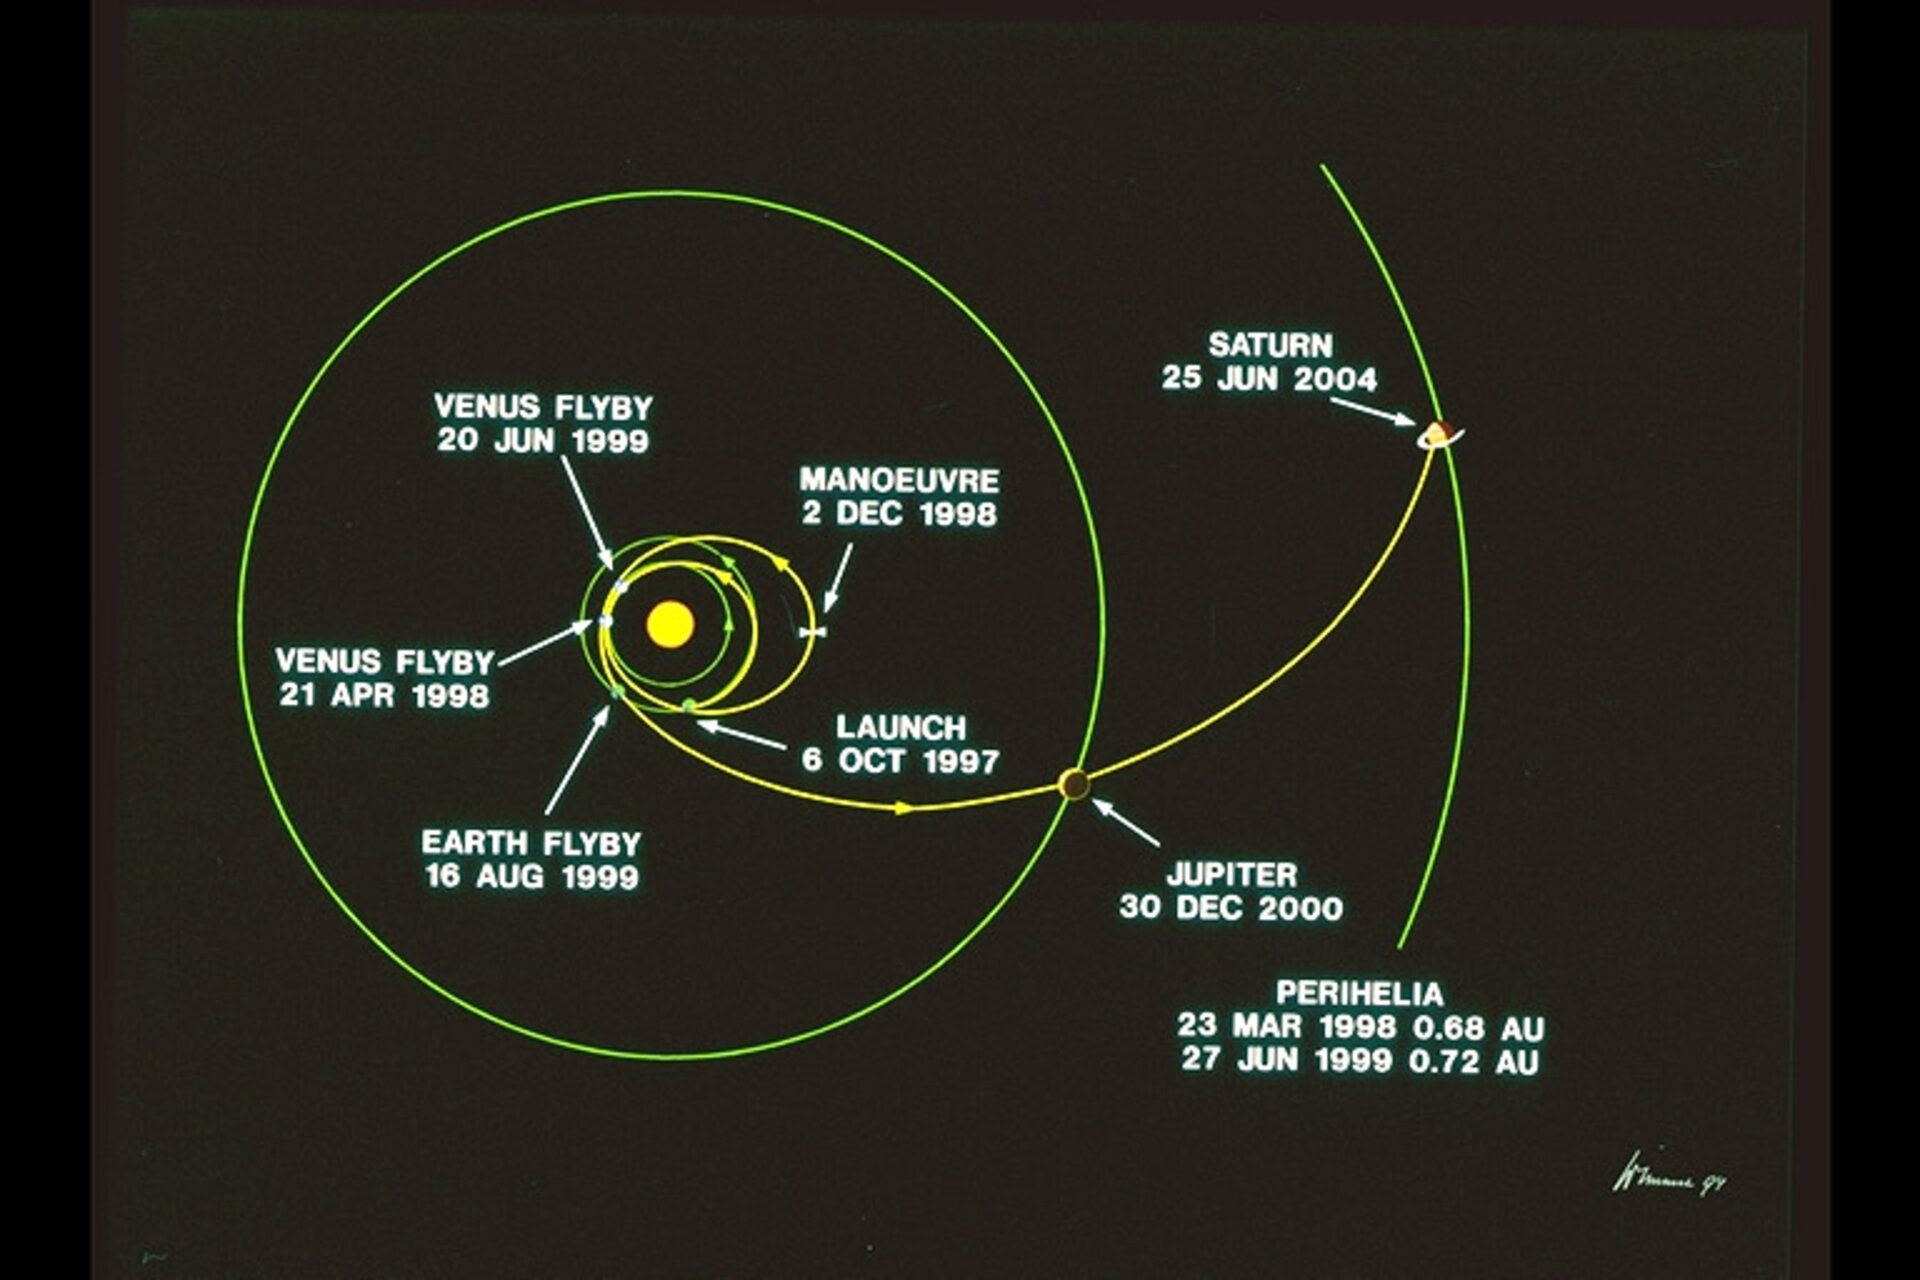 SATURN
25 JUN 2004
VENUS FLYBY
20 JUN 1999
MANOEUVRE
2 DEC 1998
VENUS FLYBY
21 APR 1998
LAUNCH
6 OCT 1997
EARTH FLYBY
16 AUG 1999
JUPITER
30 DEC 2000
PERIHELIA
23 MAR 1998 0.68 AU
27 JUN 1999 0.72 AU